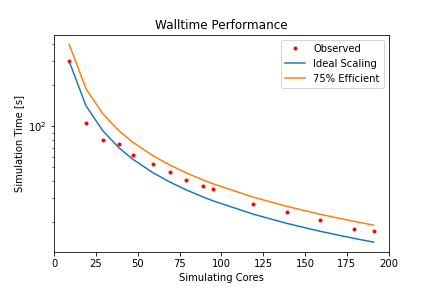 Walltime Performance
Observed
Ideal Scaling
75% Efficient
Simulation Time [s]
10²
0 25 50 75 100 125 150 175 200
Simulating Cores